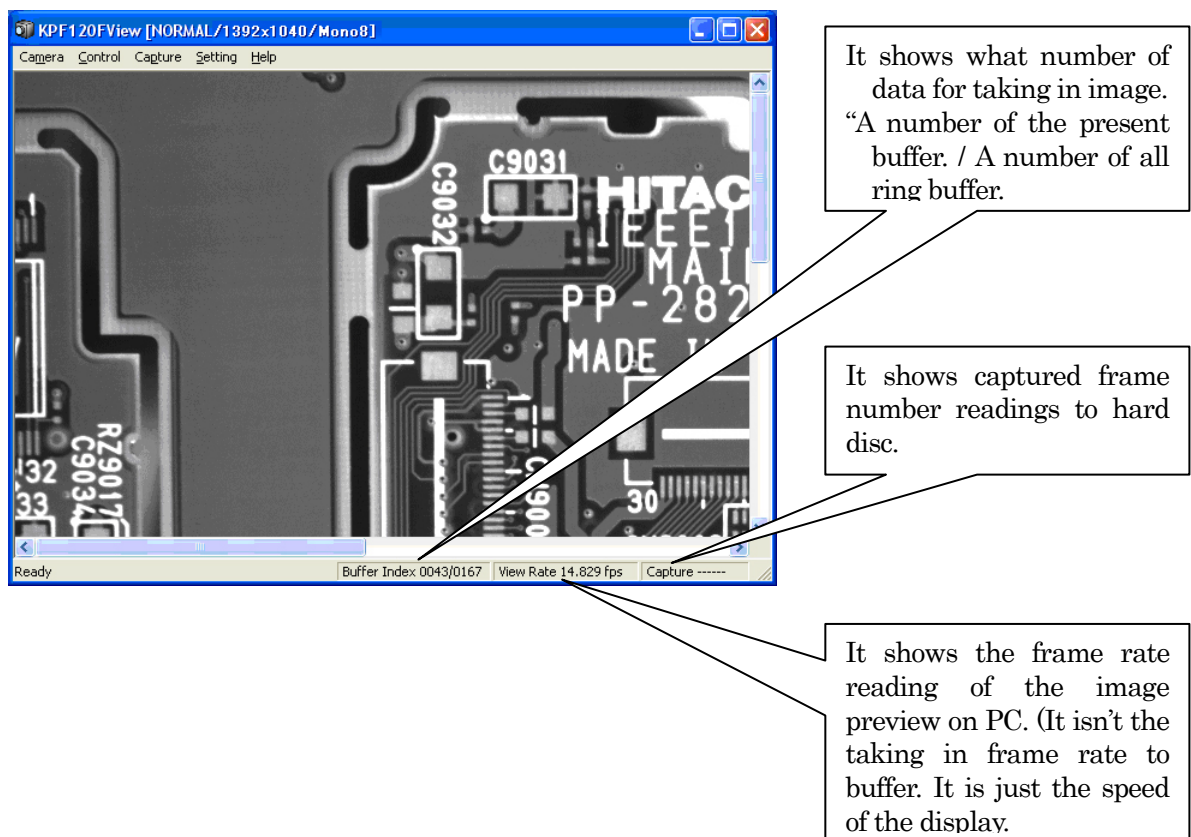 KPF120FView [NORMAL/1392x1040/Mono8]
Camera Control Capture Setting Help
C9031
C9032
HITAC
IEEE1
MAI
PP-282
MADE
1
1
RZ9017
C9034
32
33
30
Ready
Buffer Index 0043/0167
View Rate 14.829 fps
Capture ------
It shows what number of
data for taking in image.
“A number of the present
buffer. / A number of all
ring buffer.
It shows captured frame
number readings to hard
disc.
It shows the frame rate
reading of the image
preview on PC. (It isn’t the
taking in frame rate to
buffer. It is just the speed
of the display.